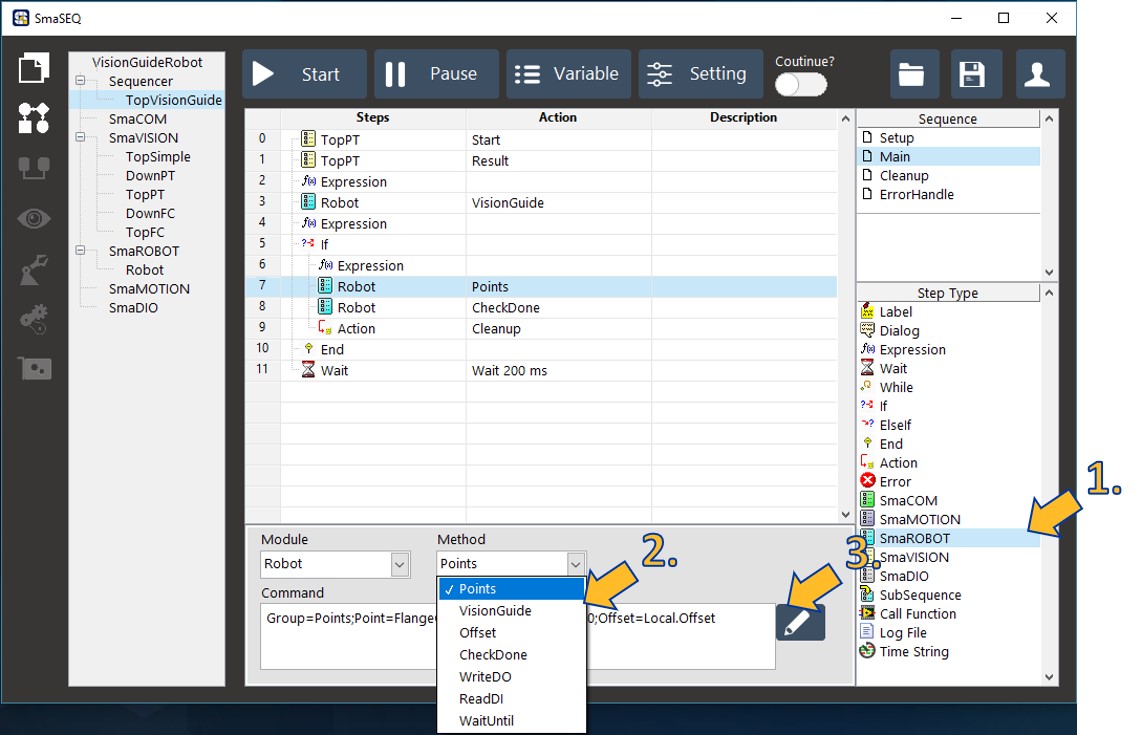 SmaSEQ
VisionGuideRobot
Sequencer
TopVisionGuide
SmaCOM
SmaVISION
TopSimple
DownPT
TopPT
DownFC
TopFC
SmaROBOT
Robot
SmaMOTION
SmaDIO
Start
Pause
Variable
Setting
Coutinue?
Steps Action Description
0 TopPT Start
1 TopPT Result
2 f(x) Expression
3 Robot VisionGuide
4 f(x) Expression
5 If
6 f(x) Expression
7 Robot Points
8 Robot CheckDone
9 Action Cleanup
10 End
11 Wait Wait 200 ms
Sequence
Setup
Main
Cleanup
ErrorHandle
Step Type
Label
Dialog
f(x) Expression
Wait
While
If
ElseIf
End
Action
Error
SmaCOM
SmaMOTION
SmaROBOT
SmaVISION
SmaDIO
SubSequence
Call Function
Log File
Time String
1.
Module
Robot
Method
Points
2.
3.
✓ Points
VisionGuide
Offset
CheckDone
WriteDO
ReadDI
WaitUntil
Command
Group=Points;Point=Flange 0;Offset=Local.Offset